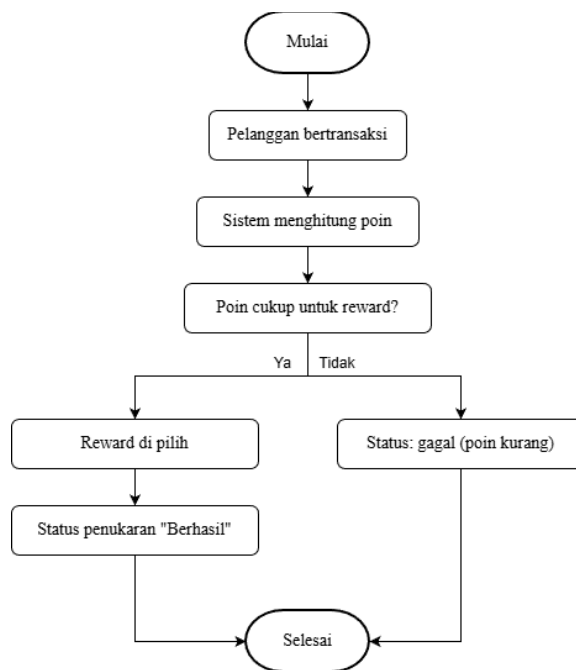 Mulai
Pelanggan bertransaksi
Sistem menghitung poin
Poin cukup untuk reward?
Ya
Tidak
Reward di pilih
Status: gagal (poin kurang)
Status penukaran "Berhasil"
Selesai